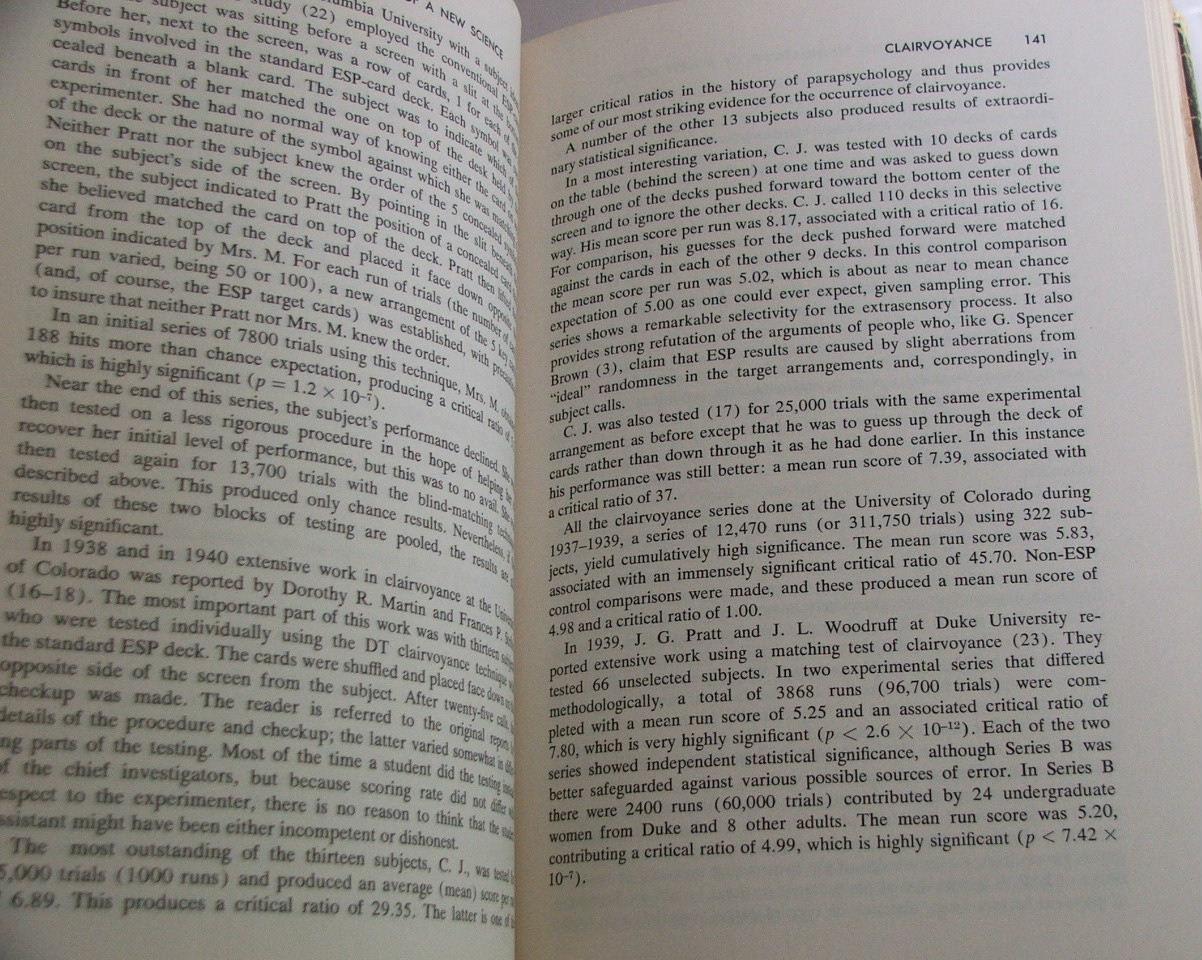 OF A NEW SCIENCE
study (22) employed the conventional
subject was sitting before a screen with a slit at the
Before her, next to the screen, was a row of cards, 1 for each of
symbols involved in the standard ESP-card deck. Each symbol was
cealed beneath a blank card. The subject was to indicate which of
cards in front of her matched the one on top of the deck held
experimenter. She had no normal way of knowing either the card
of the deck or the nature of the symbol against which she was matching
Neither Pratt nor the subject knew the order of the 5 concealed
on the subject's side of the screen. By pointing in the slit beneath
screen, the subject indicated to Pratt the position of a concealed card
she believed matched the card on top of the deck. Pratt then lifted
card from the top of the deck and placed it face down opposite
position indicated by Mrs. M. For each run of trials (the number of
per run varied, being 50 or 100), a new arrangement of the 5 key
(and, of course, the ESP target cards) was established, with
to insure that neither Pratt nor Mrs. M. knew the order.
In an initial series of 7800 trials using this technique, Mrs. M.
188 hits more than chance expectation, producing a critical ratio of
which is highly significant (p = 1.2 × 10⁻⁷).
Near the end of this series, the subject's performance declined. She
then tested on a less rigorous procedure in the hope of helping her
recover her initial level of performance, but this was to no avail. She
then tested again for 13,700 trials with the blind-matching
described above. This produced only chance results. Nevertheless, if
results of these two blocks of testing are pooled, the results are
highly significant.
In 1938 and in 1940 extensive work in clairvoyance at the
of Colorado was reported by Dorothy R. Martin and Frances P.
(16–18). The most important part of this work was with thirteen
who were tested individually using the DT clairvoyance technique
the standard ESP deck. The cards were shuffled and placed face down
opposite side of the screen from the subject. After twenty-five calls,
checkup was made. The reader is referred to the original report
details of the procedure and checkup; the latter varied somewhat in
ng parts of the testing. Most of the time a student did the testing
of the chief investigators, but because scoring rate did not differ
espect to the experimenter, there is no reason to think that the
ssistant might have been either incompetent or dishonest.
The most outstanding of the thirteen subjects, C. J., was tested
5,000 trials (1000 runs) and produced an average (mean) score per
6.89. This produces a critical ratio of 29.35. The latter is one of
CLAIRVOYANCE 141
larger critical ratios in the history of parapsychology and thus provides
some of our most striking evidence for the occurrence of clairvoyance.
A number of the other 13 subjects also produced results of extraordi-
nary statistical significance.
In a most interesting variation, C. J. was tested with 10 decks of cards
on the table (behind the screen) at one time and was asked to guess down
through one of the decks pushed forward toward the bottom center of the
screen and to ignore the other decks. C. J. called 110 decks in this selective
way. His mean score per run was 8.17, associated with a critical ratio of 16.
For comparison, his guesses for the deck pushed forward were matched
against the cards in each of the other 9 decks. In this control comparison
the mean score per run was 5.02, which is about as near to mean chance
expectation of 5.00 as one could ever expect, given sampling error. This
series shows a remarkable selectivity for the extrasensory process. It also
provides strong refutation of the arguments of people who, like G. Spencer
Brown (3), claim that ESP results are caused by slight aberrations from
“ideal” randomness in the target arrangements and, correspondingly, in
subject calls.
C. J. was also tested (17) for 25,000 trials with the same experimental
arrangement as before except that he was to guess up through the deck of
cards rather than down through it as he had done earlier. In this instance
his performance was still better: a mean run score of 7.39, associated with
a critical ratio of 37.
All the clairvoyance series done at the University of Colorado during
1937–1939, a series of 12,470 runs (or 311,750 trials) using 322 sub-
jects, yield cumulatively high significance. The mean run score was 5.83,
associated with an immensely significant critical ratio of 45.70. Non-ESP
control comparisons were made, and these produced a mean run score of
4.98 and a critical ratio of 1.00.
In 1939, J. G. Pratt and J. L. Woodruff at Duke University re-
ported extensive work using a matching test of clairvoyance (23). They
tested 66 unselected subjects. In two experimental series that differed
methodologically, a total of 3868 runs (96,700 trials) were com-
pleted with a mean run score of 5.25 and an associated critical ratio of
7.80, which is very highly significant (p < 2.6 × 10⁻¹²). Each of the two
series showed independent statistical significance, although Series B was
better safeguarded against various possible sources of error. In Series B
there were 2400 runs (60,000 trials) contributed by 24 undergraduate
women from Duke and 8 other adults. The mean run score was 5.20,
contributing a critical ratio of 4.99, which is highly significant (p < 7.42 ×
10⁻⁷).